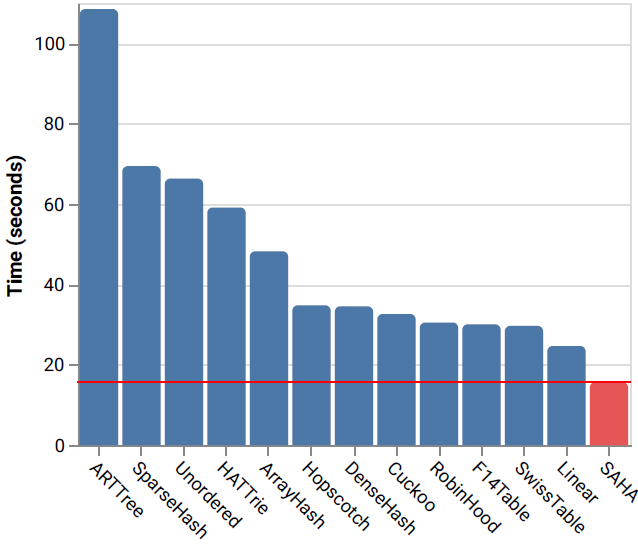 Time (seconds)
100
80
60
40
20
0
ARTTree
SparseHash
Unordered
HATTrie
ArrayHash
Hopscotch
DenseHash
Cuckoo
RobinHood
F14Table
SwissTable
Linear
SAHA